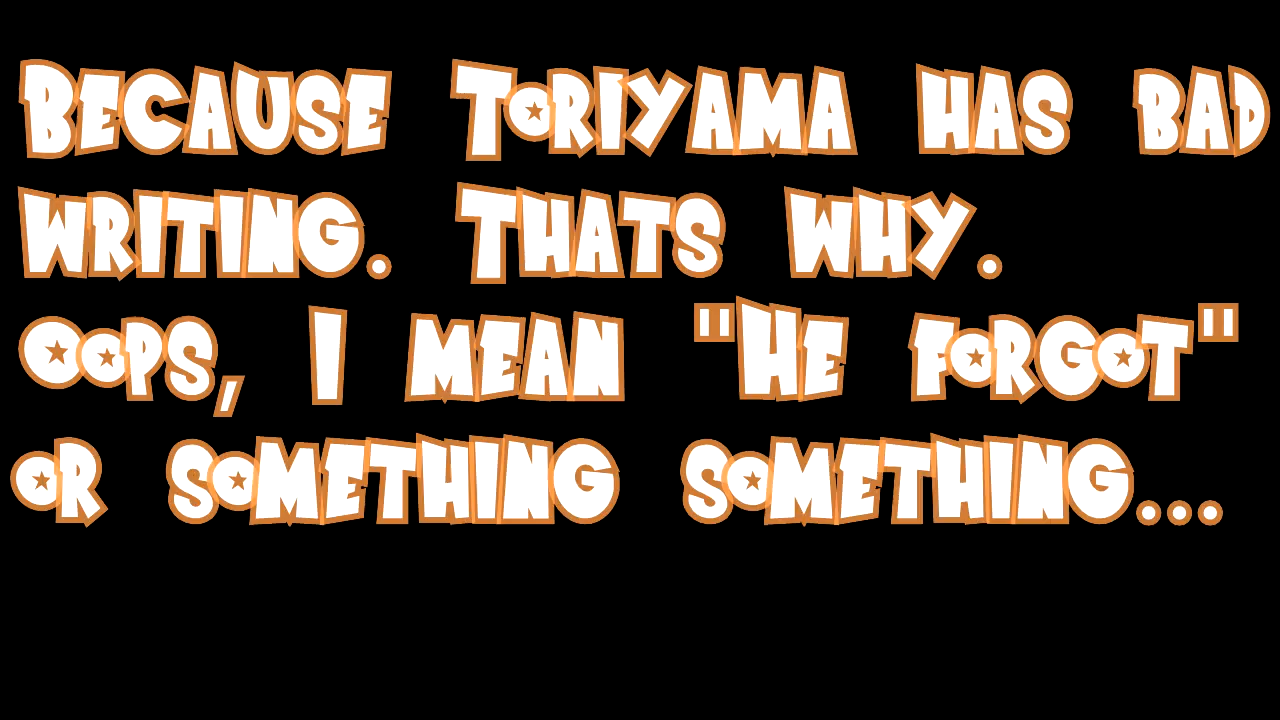 Because Toriyama has bad
writing. Thats why.
Oops, I mean "He forgot"
or something something...